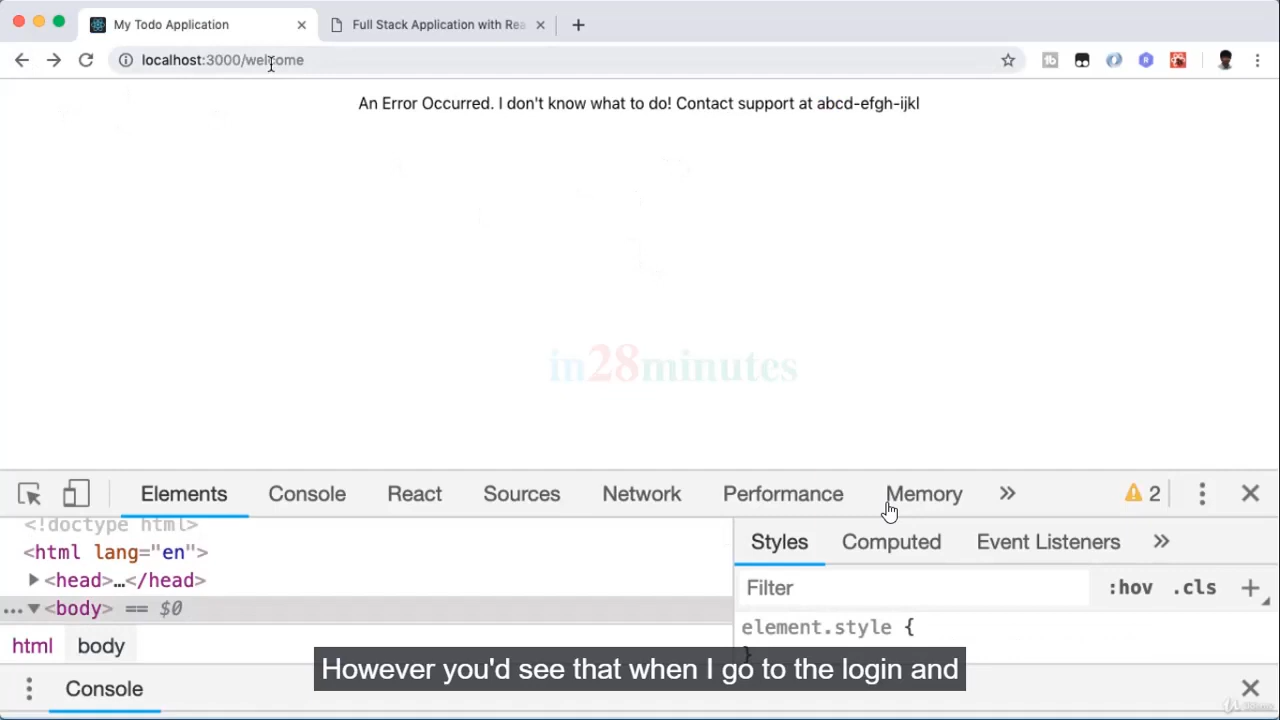 My Todo Application
Full Stack Application with Rea
localhost:3000/welcome
An Error Occurred. I don't know what to do! Contact support at abcd-efgh-ijkl
in28minutes
Elements Console React Sources Network Performance Memory » 2
<!doctype html>
<html lang="en">
<head>…</head>
<body> == $0
html body
Styles Computed Event Listeners »
Filter :hov .cls
element.style {
}
However you'd see that when I go to the login and
Console
Udemy